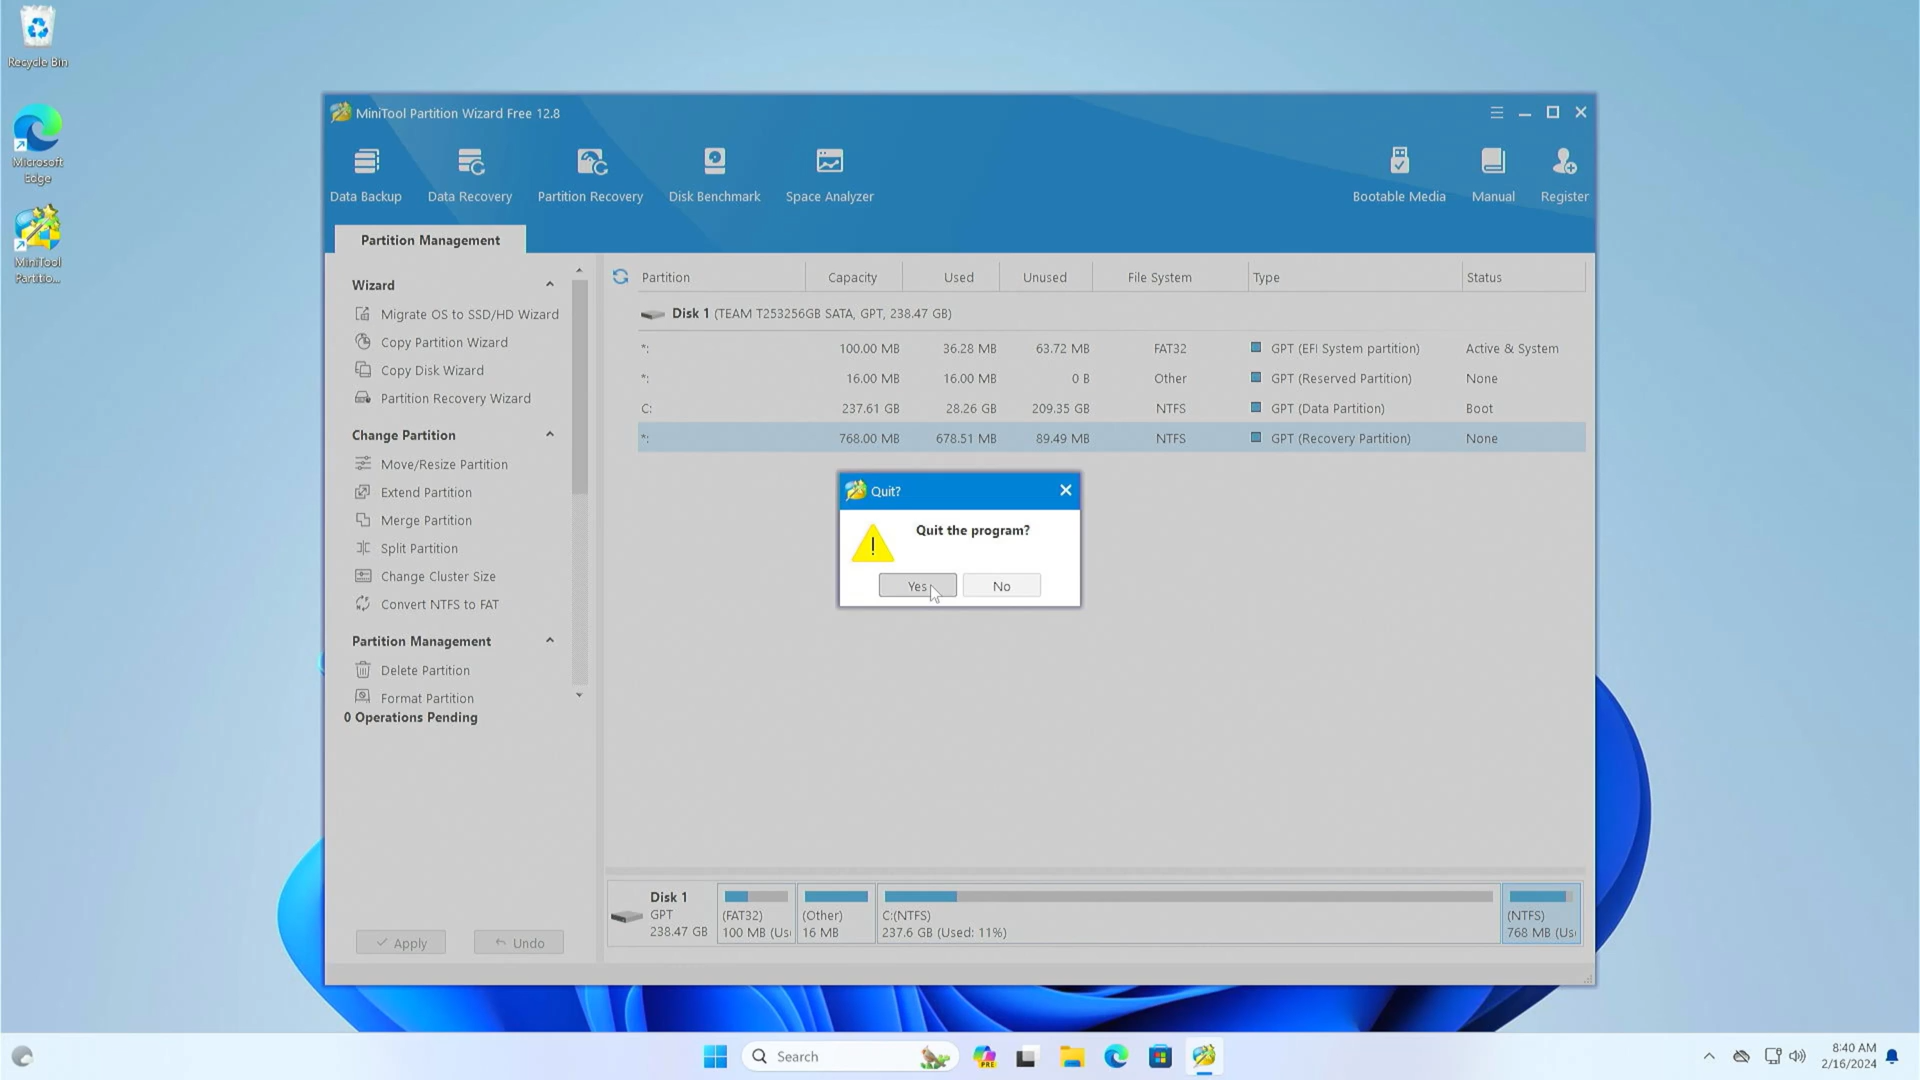 Recycle Bin
Microsoft
Edge
MiniTool
Partitio...
MiniTool Partition Wizard Free 12.8
Data Backup
Data Recovery
Partition Recovery
Disk Benchmark
Space Analyzer
Bootable Media
Manual
Register
Partition Management
Wizard
Migrate OS to SSD/HD Wizard
Copy Partition Wizard
Copy Disk Wizard
Partition Recovery Wizard
Change Partition
Move/Resize Partition
Extend Partition
Merge Partition
Split Partition
Change Cluster Size
Convert NTFS to FAT
Partition Management
Delete Partition
Format Partition
0 Operations Pending
Apply
Undo
Partition Capacity Used Unused File System Type Status
Disk 1 (TEAM T253256GB SATA, GPT, 238.47 GB)
*: 100.00 MB 36.28 MB 63.72 MB FAT32 GPT (EFI System partition) Active & System
*: 16.00 MB 16.00 MB 0 B Other GPT (Reserved Partition) None
C: 237.61 GB 28.26 GB 209.35 GB NTFS GPT (Data Partition) Boot
*: 768.00 MB 678.51 MB 89.49 MB NTFS GPT (Recovery Partition) None
Quit?
Quit the program?
Yes
No
Disk 1
GPT
238.47 GB
(FAT32)
100 MB (Us
(Other)
16 MB
C:(NTFS)
237.6 GB (Used: 11%)
(NTFS)
768 MB (Us
Search
PRE
8:40 AM
2/16/2024